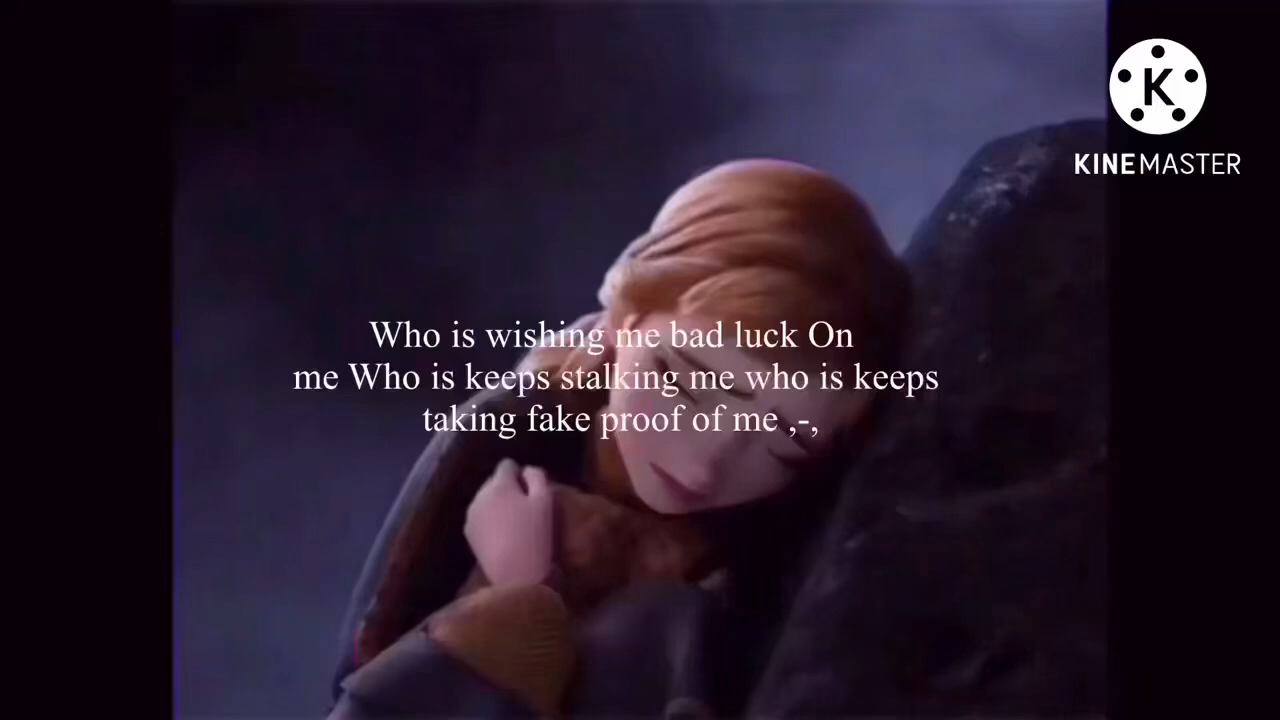 K
KINEMASTER
Who is wishing me bad luck On
me Who is keeps stalking me who is keeps
taking fake proof of me ,-,